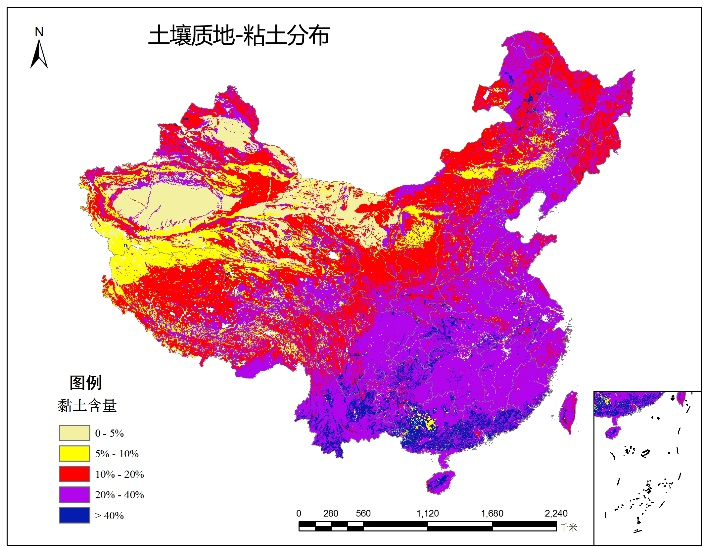 土壤质地-粘土分布
N
图例
黏土含量
0 - 5%
5% - 10%
10% - 20%
20% - 40%
> 40%
0 280 560 1,120 1,680 2,240
千米